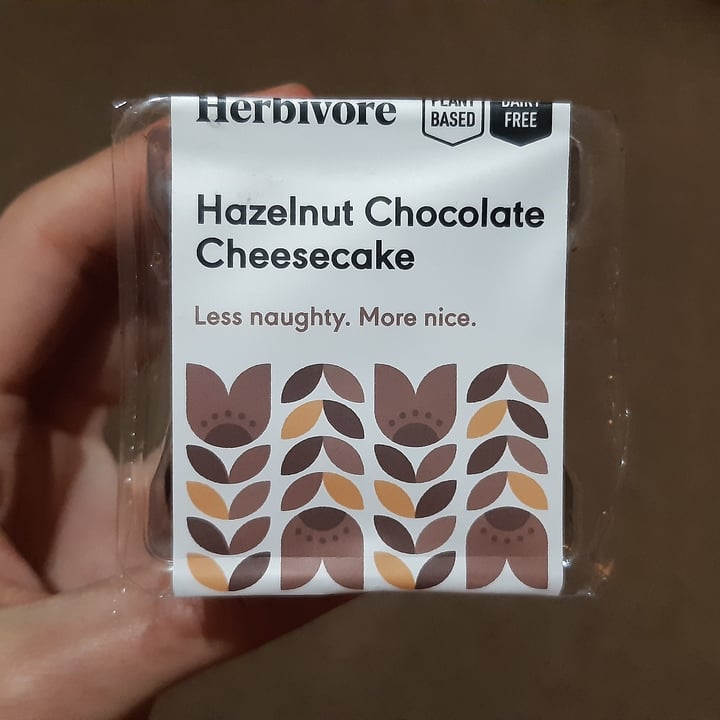 Herbivore
PLANT
BASED
DAIRY
FREE
Hazelnut Chocolate
Cheesecake
Less naughty. More nice.